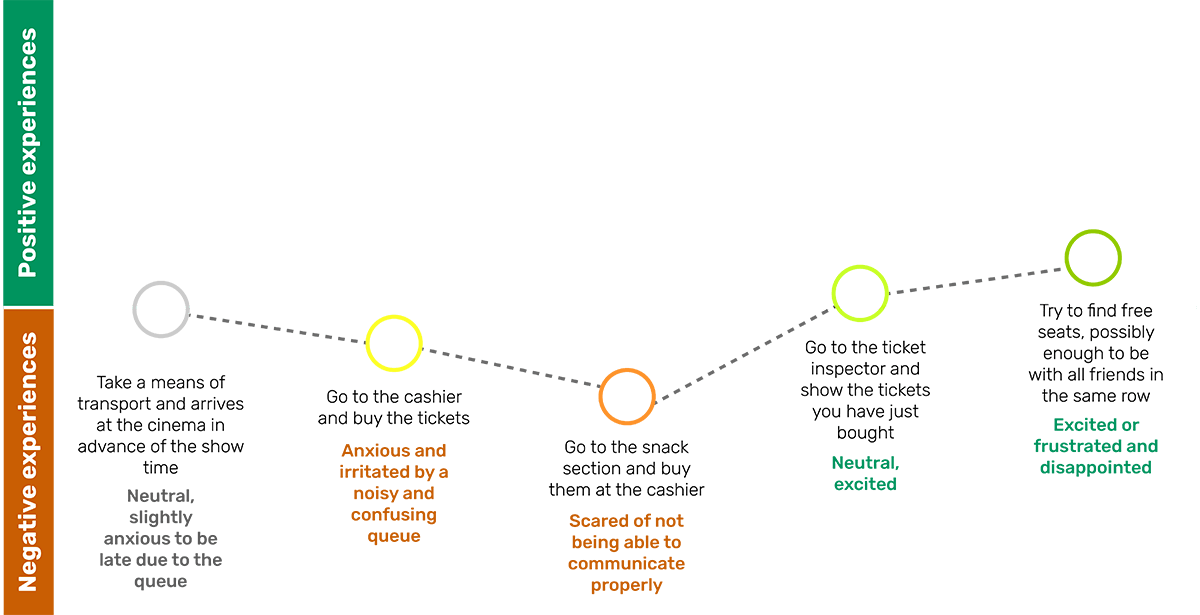 Positive experiences
Negative experiences
Take a means of
transport and arrives
at the cinema in
advance of the show
time
Neutral,
slightly
anxious to be
late due to the
queue
Go to the cashier
and buy the tickets
Anxious and
irritated by a
noisy and
confusing
queue
Go to the snack
section and buy
them at the cashier
Scared of not
being able to
communicate
properly
Go to the ticket
inspector and
show the tickets
you have just
bought
Neutral,
excited
Try to find free
seats, possibly
enough to be
with all friends in
the same row
Excited or
frustrated and
disappointed